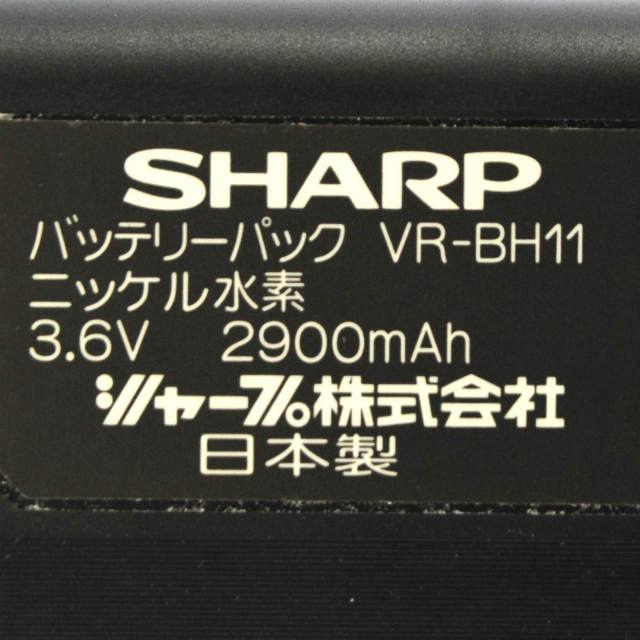 SHARP
バッテリーパック VR-BH11
ニッケル水素
3.6V 2900mAh
シャープ株式会社
日本製